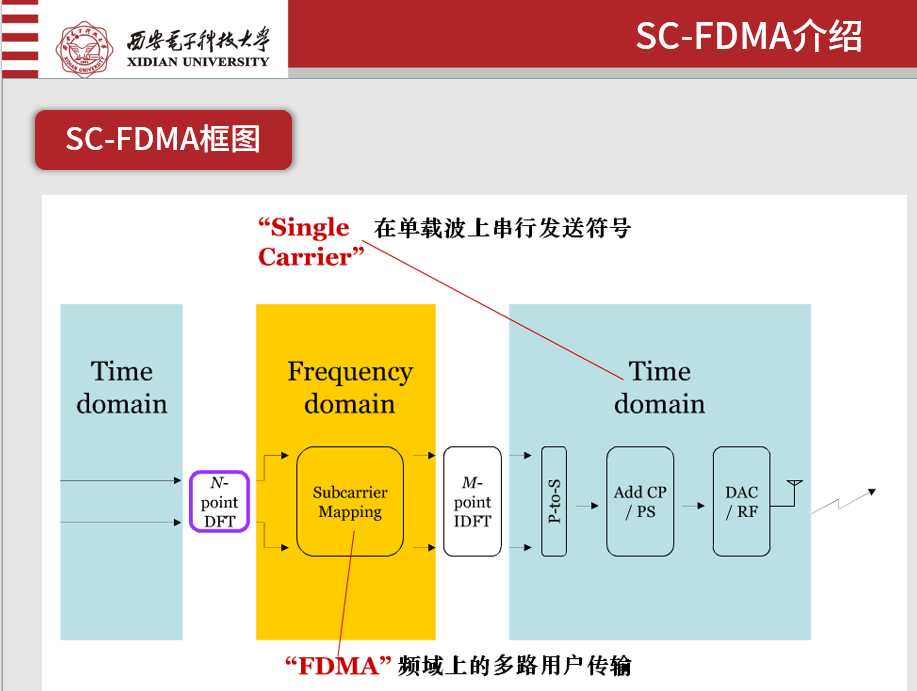 西安电子科技大学
XIDIAN UNIVERSITY
SC-FDMA介绍
SC-FDMA框图
“Single
Carrier”
在单载波上串行发送符号
Time
domain
Frequency
domain
Time
domain
N-
point
DFT
Subcarrier
Mapping
M-
point
IDFT
P-to-S
Add CP
/ PS
DAC
/ RF
“FDMA” 频域上的多路用户传输